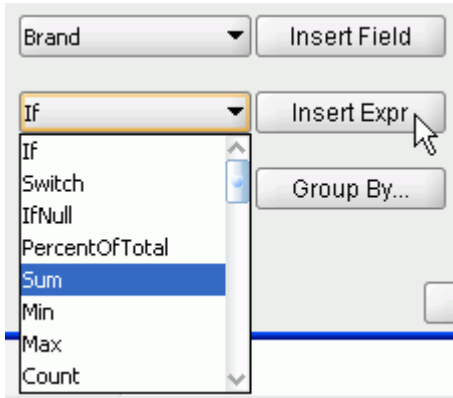 Brand Insert Field
If Insert Expr
If
Switch
IfNull
Group By...
PercentOfTotal
Sum
Min
Max
Count